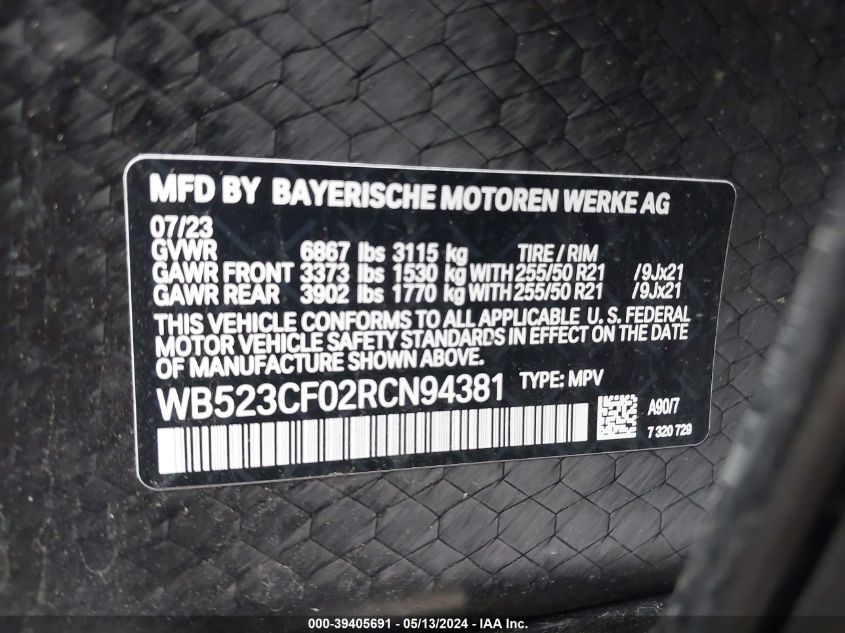 MFD BY BAYERISCHE MOTOREN WERKE AG
07/23
GVWR 6867 lbs 3115 kg TIRE / RIM
GAWR FRONT 3373 lbs 1530 kg WITH 255/50 R21 /9Jx21
GAWR REAR 3902 lbs 1770 kg WITH 255/50 R21 /9Jx21
THIS VEHICLE CONFORMS TO ALL APPLICABLE U. S. FEDERAL
MOTOR VEHICLE SAFETY STANDARDS IN EFFECT ON THE DATE
OF MANUFACTURE SHOWN ABOVE.
WB523CF02RCN94381 TYPE: MPV
A90/7
7 320 729
000-39405691 - 05/13/2024 - IAA, Inc.